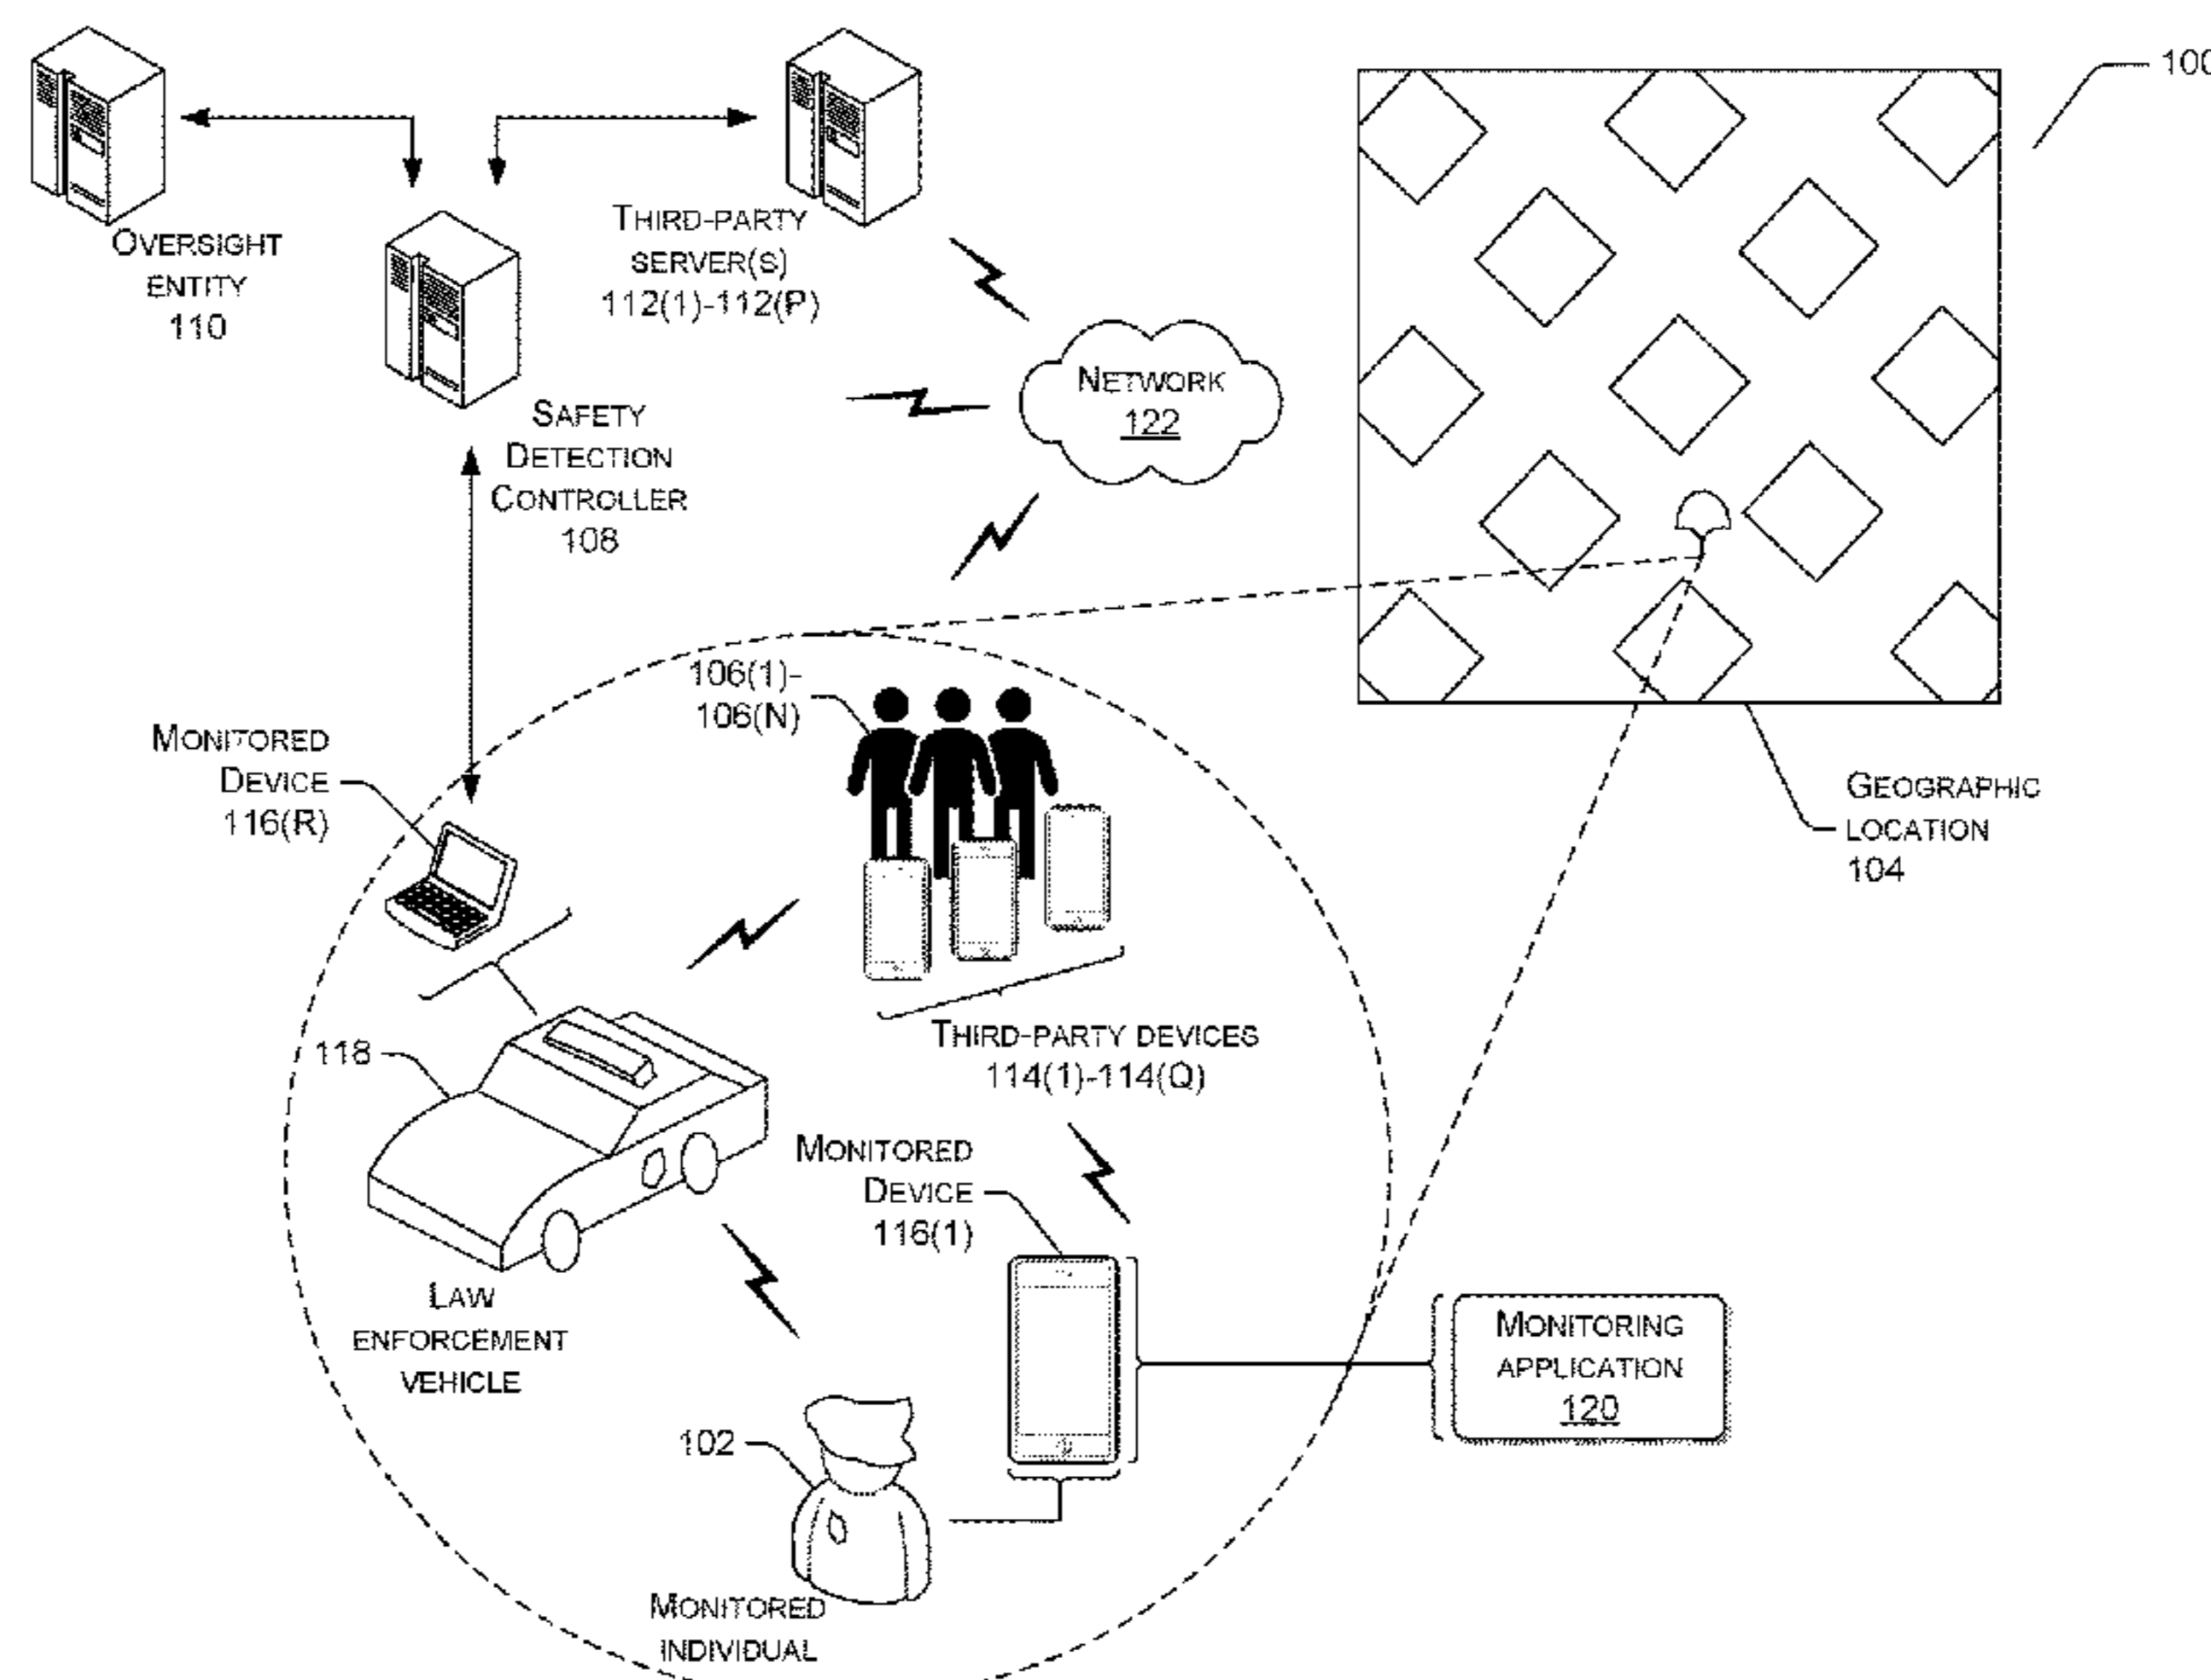 100
OVERSIGHT
ENTITY
110
THIRD-PARTY
SERVER(S)
112(1)-112(P)
SAFETY
DETECTION
CONTROLLER
108
NETWORK
122
106(1)-
106(N)
MONITORED
DEVICE
116(R)
GEOGRAPHIC
LOCATION
104
THIRD-PARTY DEVICES
114(1)-114(Q)
118
MONITORED
DEVICE
116(1)
LAW
ENFORCEMENT
VEHICLE
MONITORING
APPLICATION
120
102
MONITORED
INDIVIDUAL